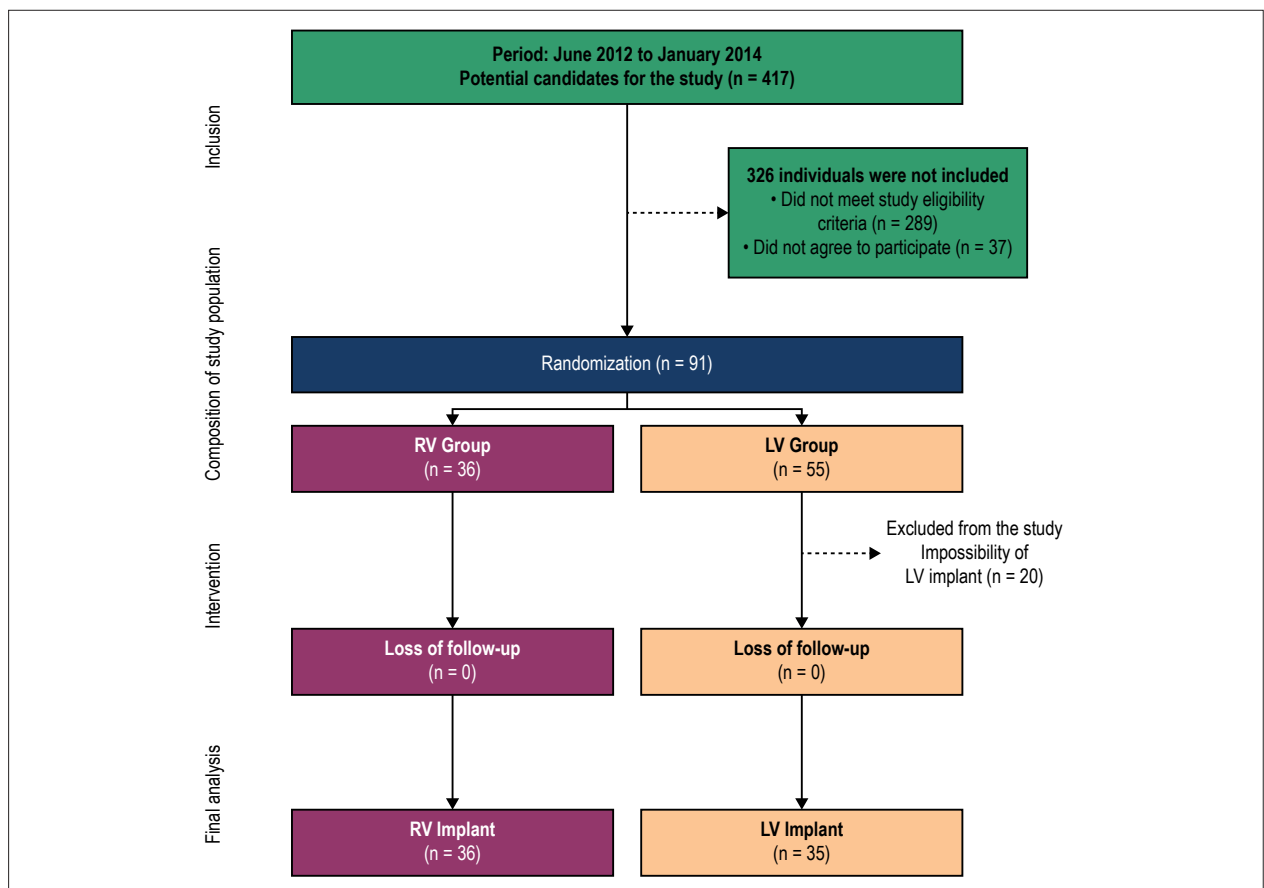 Period: June 2012 to January 2014
Potential candidates for the study (n = 417)
Inclusion
326 individuals were not included
• Did not meet study eligibility
criteria (n = 289)
• Did not agree to participate (n = 37)
Composition of study population
Randomization (n = 91)
RV Group
(n = 36)
LV Group
(n = 55)
Intervention
Excluded from the study
Impossibility of
LV implant (n = 20)
Loss of follow-up
(n = 0)
Loss of follow-up
(n = 0)
Final analysis
RV Implant
(n = 36)
LV Implant
(n = 35)